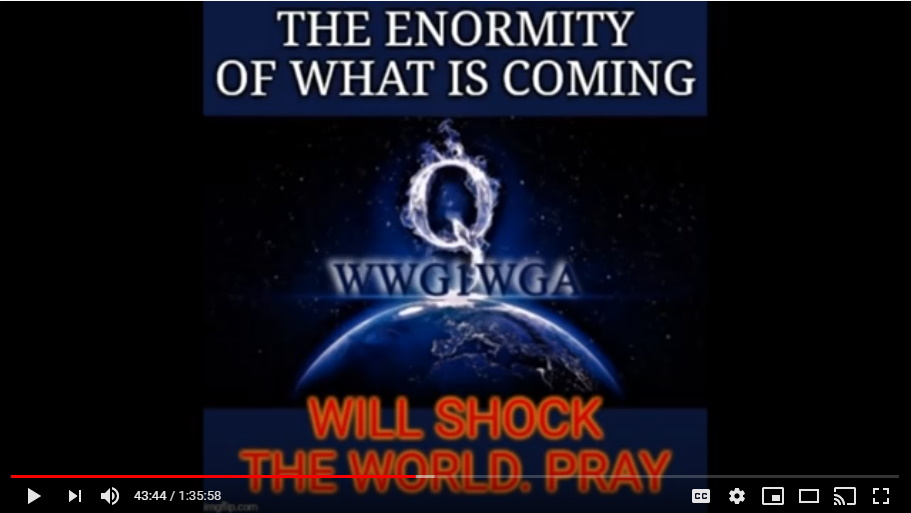 THE ENORMITY
OF WHAT IS COMING
Q
WWG1WGA
WILL SHOCK
THE WORLD. PRAY
43:44 / 1:35:58
CC
imgflip.com